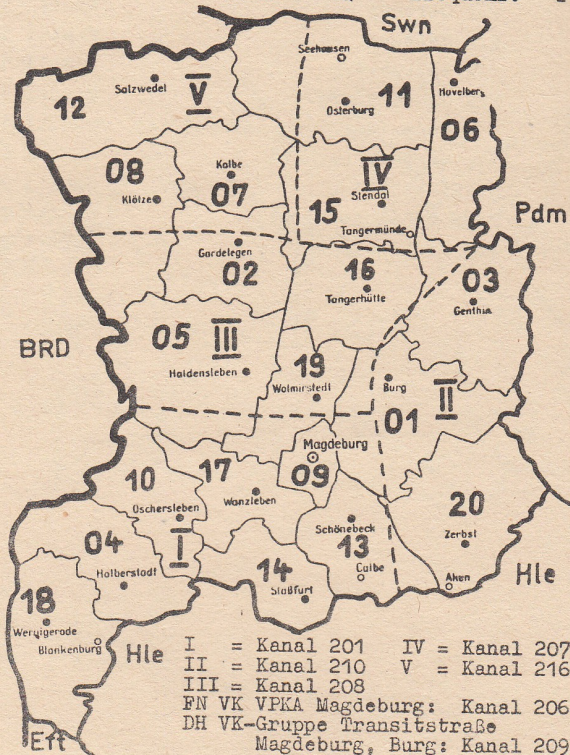 Swn
Seehausen
Salzwedel
V
12
11
Osterburg
Havelberg
06
08
Kalbe
07
Klötze
IV
Stendal
15
Tangermünde
Pdm
Gardelegen
02
16
Tangerhütte
03
Genthin
BRD
05 III
Haldensleben
19
Wolmirstedt
Burg
01 II
Magdeburg
09
10
17
Oschersleben
Wanzleben
I
20
Zerbst
Schönebeck
13
Calbe
04
Halberstadt
14
Staßfurt
Aken
Hle
18
Wernigerode
Blankenburg
Hle
Eft
I = Kanal 201 IV = Kanal 207
II = Kanal 210 V = Kanal 216
III = Kanal 208
FN VK VPKA Magdeburg: Kanal 206
DH VK-Gruppe Transitstraße
Magdeburg, Burg: Kanal 209